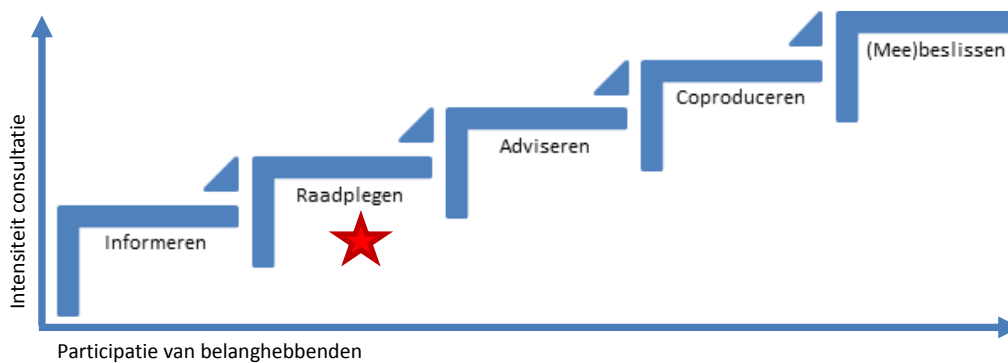 (Mee)beslissen
Coproduceren
Adviseren
Raadplegen
Informeren
Intensiteit consultatie
Participatie van belanghebbenden